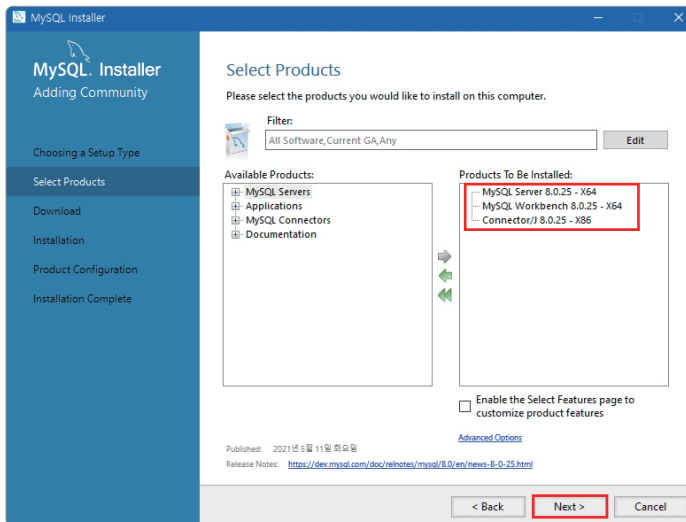 MySQL Installer
MySQL. Installer
Adding Community
Choosing a Setup Type
Select Products
Download
Installation
Product Configuration
Installation Complete
Select Products
Please select the products you would like to install on this computer.
Filter:
All Software,Current GA,Any
Edit
Available Products:
MySQL Servers
Applications
MySQL Connectors
Documentation
Products To Be Installed:
MySQL Server 8.0.25 - X64
MySQL Workbench 8.0.25 - X64
Connector/J 8.0.25 - X86
Enable the Select Features page to
customize product features
Advanced Options
Published: 2021년 5월 11일 화요일
Release Notes: https://dev.mysql.com/doc/relnotes/mysql/8.0/en/news-8-0-25.html
< Back
Next >
Cancel